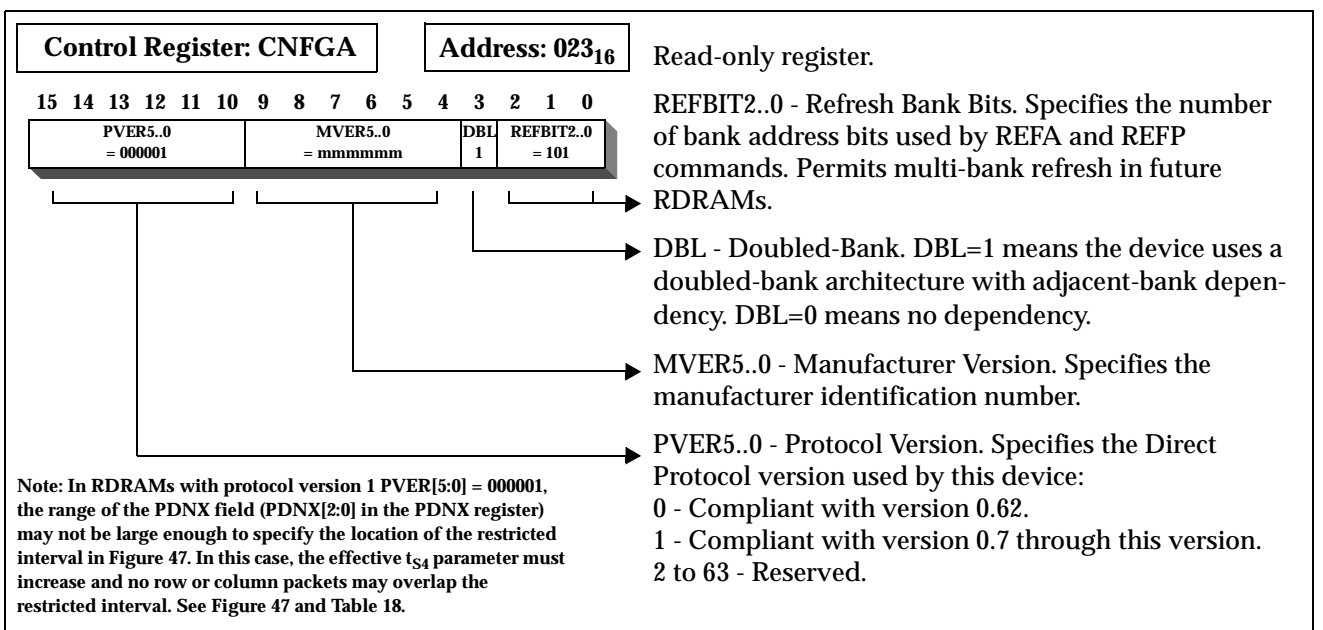 Control Register: CNFGA
Address: 023₁₆
15 14 13 12 11 10 9 8 7 6 5 4 3 2 1 0
PVER5..0
= 000001
MVER5..0
= mmmmmm
DBL
1
REFBIT2..0
= 101
Read-only register.
REFBIT2..0 - Refresh Bank Bits. Specifies the number
of bank address bits used by REFA and REFP
commands. Permits multi-bank refresh in future
RDRAMs.
DBL - Doubled-Bank. DBL=1 means the device uses a
doubled-bank architecture with adjacent-bank depen-
dency. DBL=0 means no dependency.
MVER5..0 - Manufacturer Version. Specifies the
manufacturer identification number.
PVER5..0 - Protocol Version. Specifies the Direct
Protocol version used by this device:
0 - Compliant with version 0.62.
1 - Compliant with version 0.7 through this version.
2 to 63 - Reserved.
Note: In RDRAMs with protocol version 1 PVER[5:0] = 000001,
the range of the PDNX field (PDNX[2:0] in the PDNX register)
may not be large enough to specify the location of the restricted
interval in Figure 47. In this case, the effective t_S4 parameter must
increase and no row or column packets may overlap the
restricted interval. See Figure 47 and Table 18.